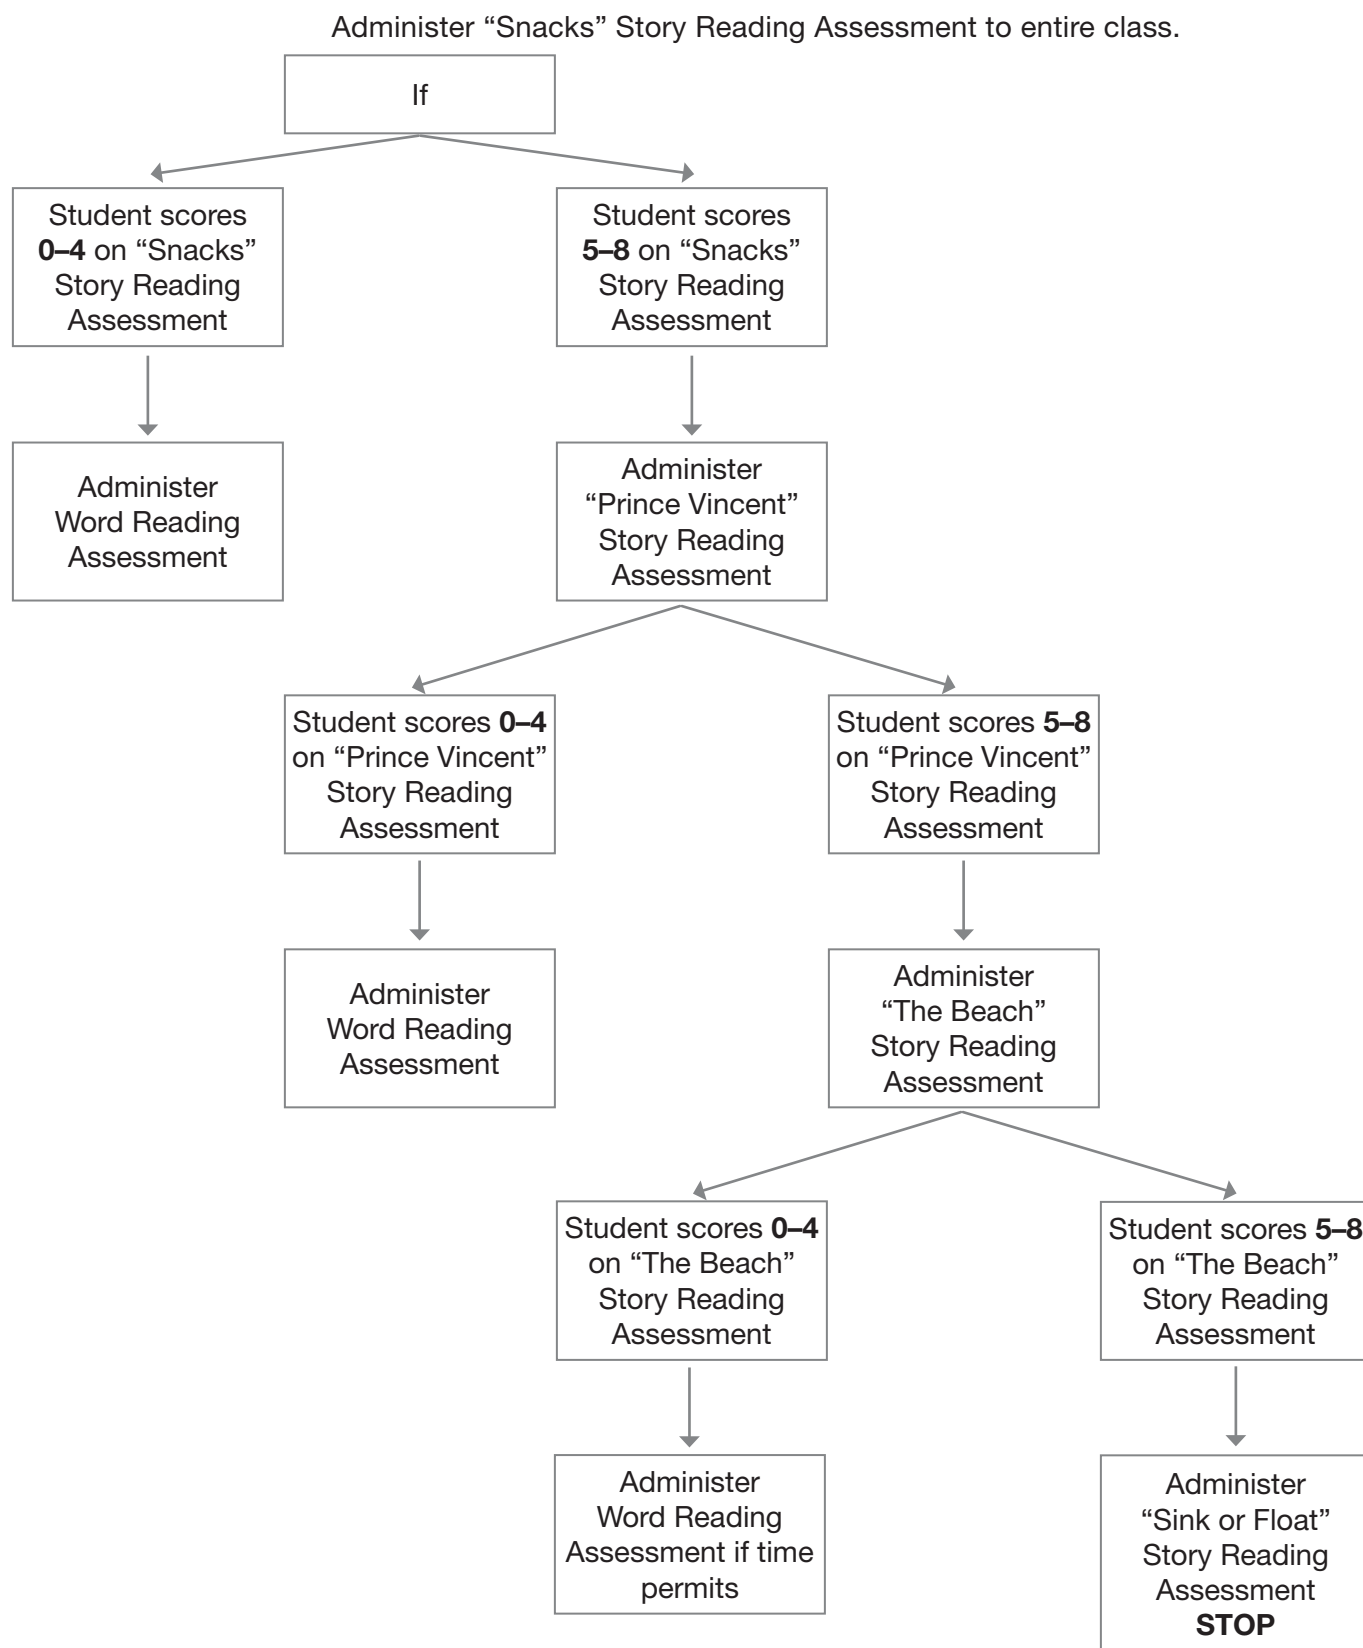 Administer “Snacks” Story Reading Assessment to entire class.
If
Student scores
0–4 on “Snacks”
Story Reading
Assessment
Student scores
5–8 on “Snacks”
Story Reading
Assessment
Administer
Word Reading
Assessment
Administer
“Prince Vincent”
Story Reading
Assessment
Student scores 0–4
on “Prince Vincent”
Story Reading
Assessment
Student scores 5–8
on “Prince Vincent”
Story Reading
Assessment
Administer
Word Reading
Assessment
Administer
“The Beach”
Story Reading
Assessment
Student scores 0–4
on “The Beach”
Story Reading
Assessment
Student scores 5–8
on “The Beach”
Story Reading
Assessment
Administer
Word Reading
Assessment if time
permits
Administer
“Sink or Float”
Story Reading
Assessment
STOP